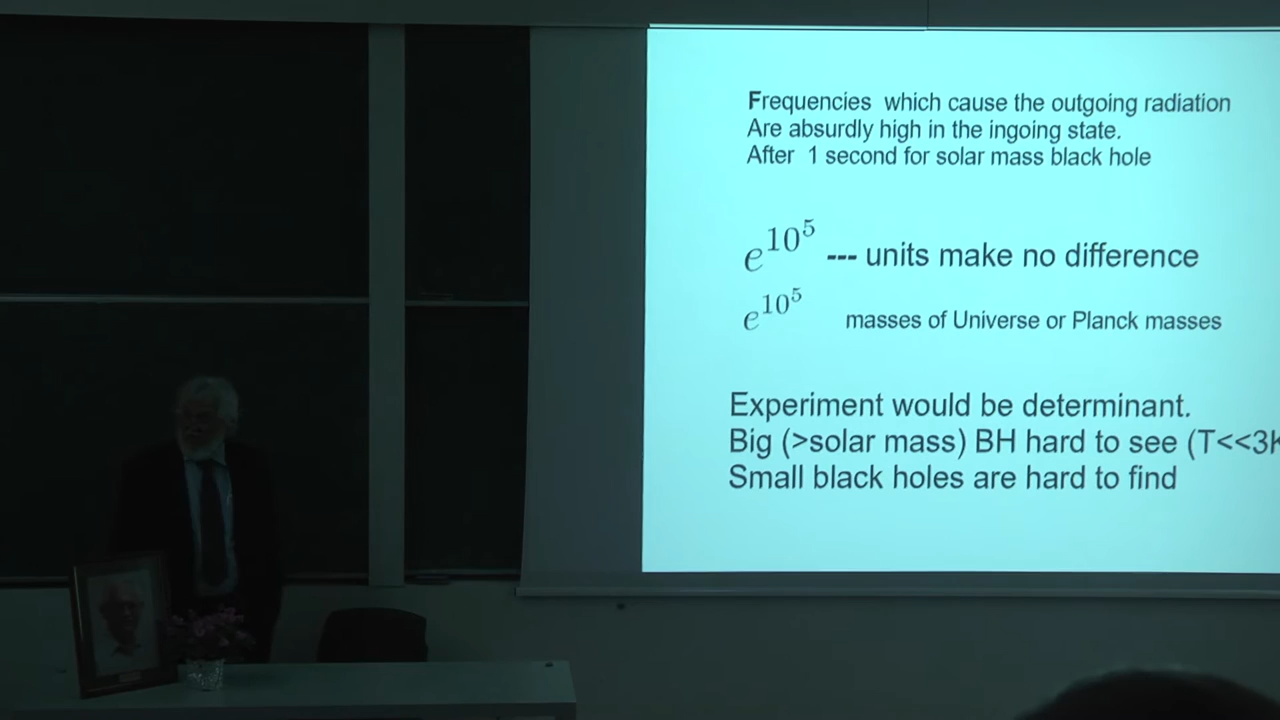 Frequencies which cause the outgoing radiation
Are absurdly high in the ingoing state.
After 1 second for solar mass black hole
e^{10^5} --- units make no difference
e^{10^5} masses of Universe or Planck masses
Experiment would be determinant.
Big (>solar mass) BH hard to see (T<<3K
Small black holes are hard to find